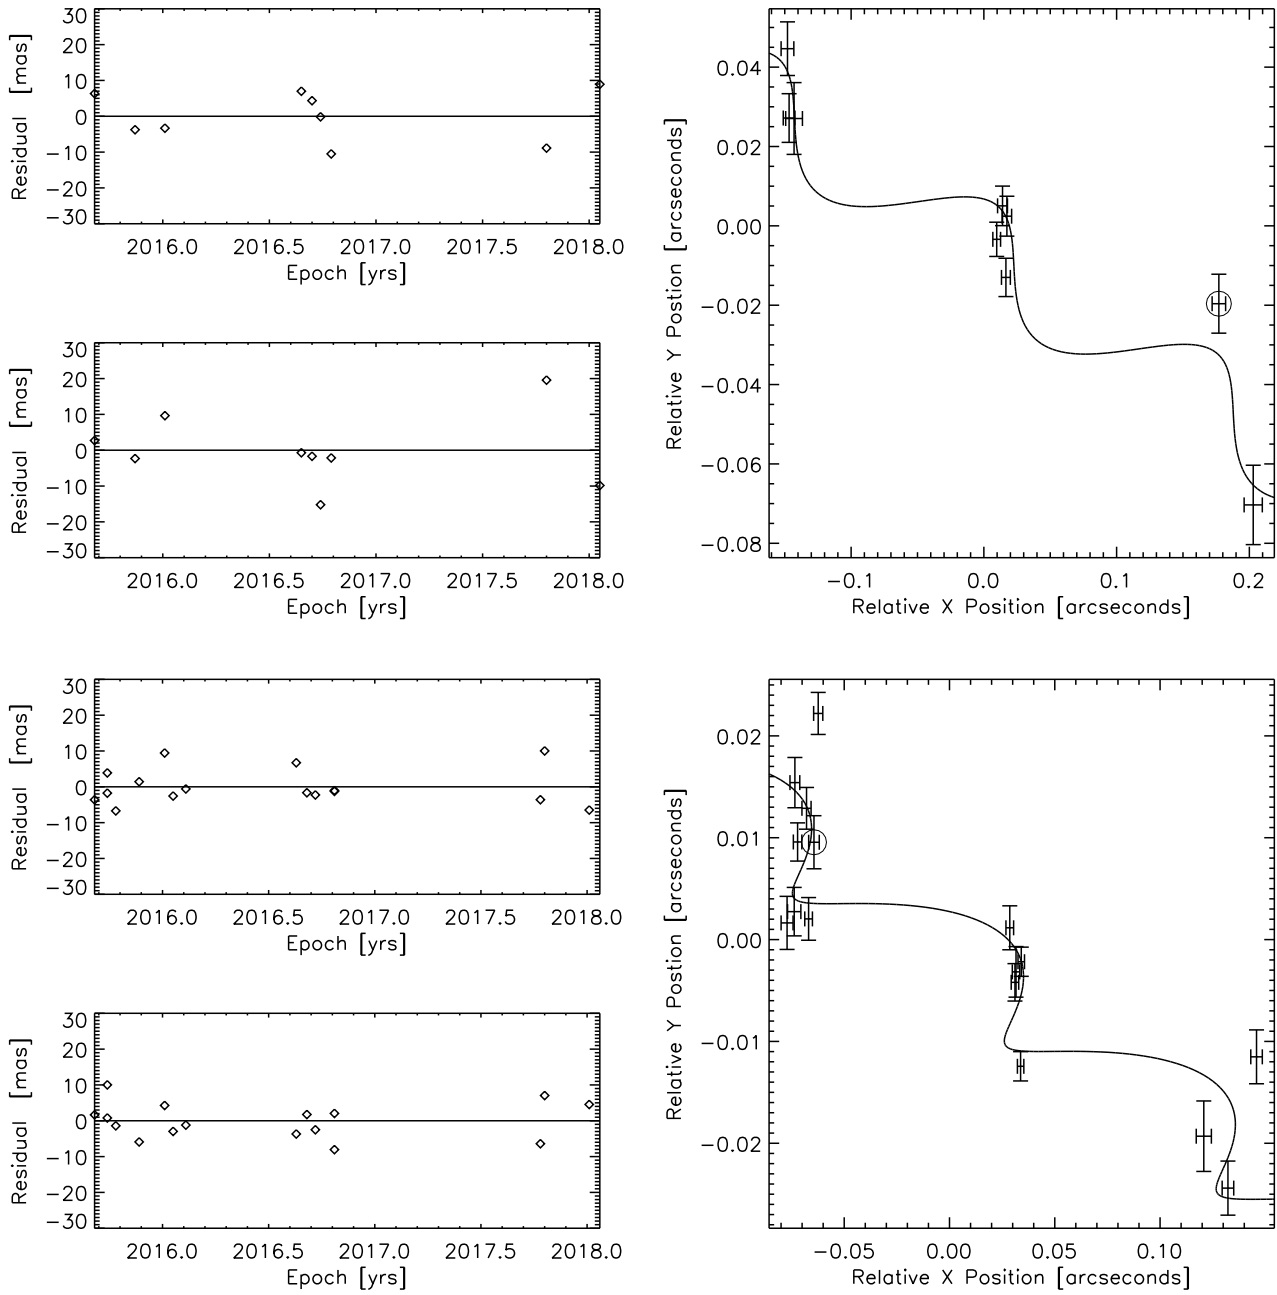 30
20
10
0
−10
−20
−30
Residual [mas]
2016.0 2016.5 2017.0 2017.5 2018.0
Epoch [yrs]
30
20
10
0
−10
−20
−30
Residual [mas]
2016.0 2016.5 2017.0 2017.5 2018.0
Epoch [yrs]
0.04
0.02
0.00
−0.02
−0.04
−0.06
−0.08
Relative Y Postion [arcseconds]
−0.1 0.0 0.1 0.2
Relative X Position [arcseconds]
30
20
10
0
−10
−20
−30
Residual [mas]
2016.0 2016.5 2017.0 2017.5 2018.0
Epoch [yrs]
30
20
10
0
−10
−20
−30
Residual [mas]
2016.0 2016.5 2017.0 2017.5 2018.0
Epoch [yrs]
0.02
0.01
0.00
−0.01
−0.02
Relative Y Postion [arcseconds]
−0.05 0.00 0.05 0.10
Relative X Position [arcseconds]